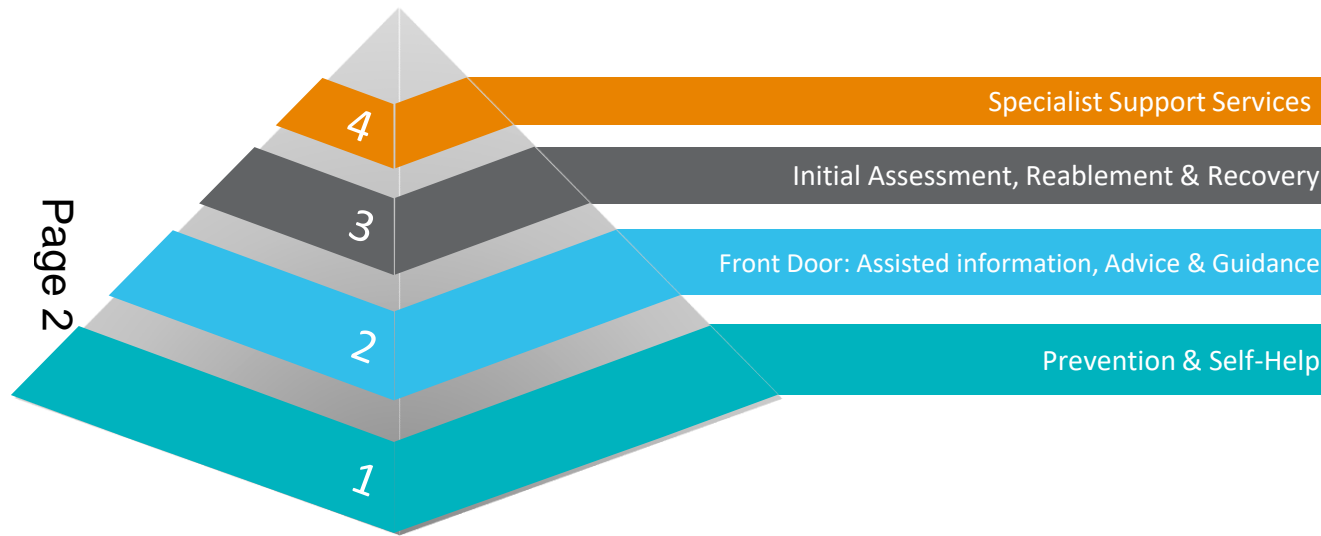 4
Specialist Support Services
3
Initial Assessment, Reablement & Recovery
2
Front Door: Assisted information, Advice & Guidance
1
Prevention & Self-Help
Page 2